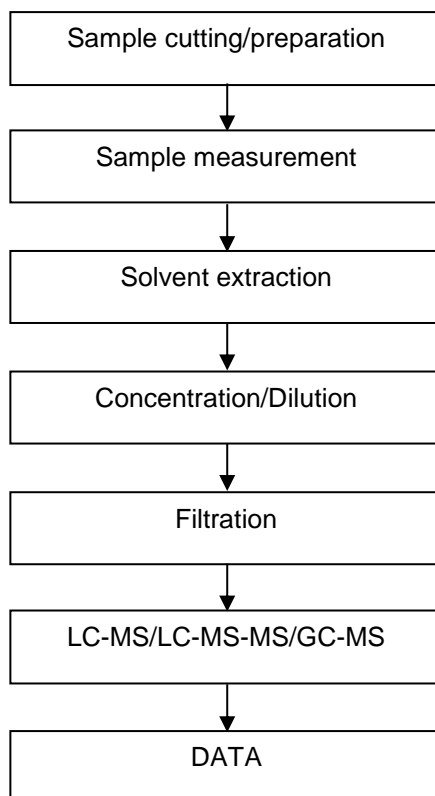 Sample cutting/preparation
Sample measurement
Solvent extraction
Concentration/Dilution
Filtration
LC-MS/LC-MS-MS/GC-MS
DATA